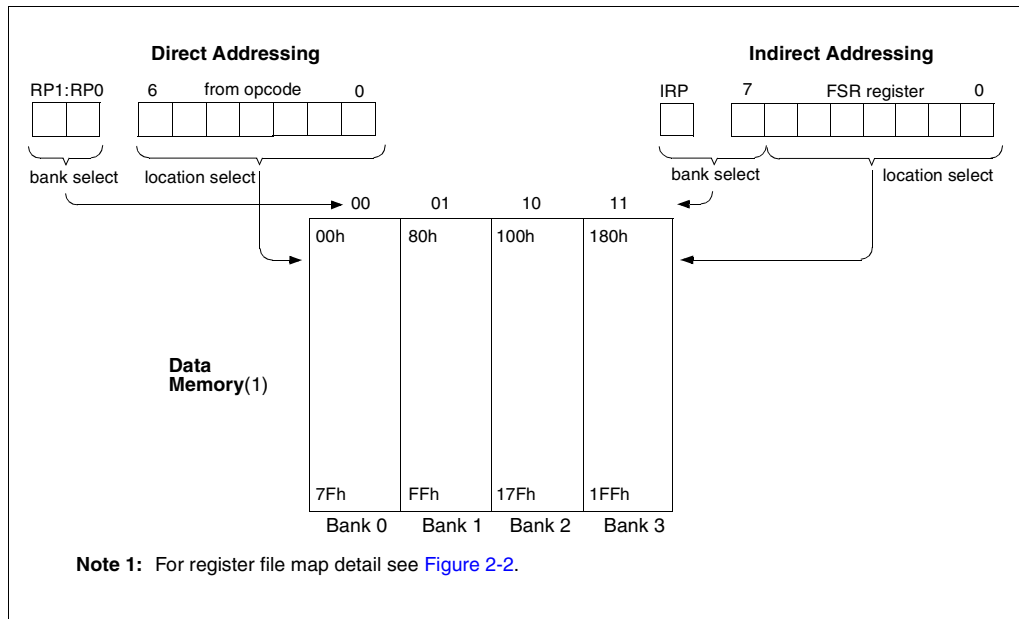 Direct Addressing
Indirect Addressing
RP1:RP0 6 from opcode 0
IRP 7 FSR register 0
bank select location select
bank select location select
00 01 10 11
00h 80h 100h 180h
Data
Memory(1)
7Fh FFh 17Fh 1FFh
Bank 0 Bank 1 Bank 2 Bank 3
Note 1: For register file map detail see Figure 2-2.